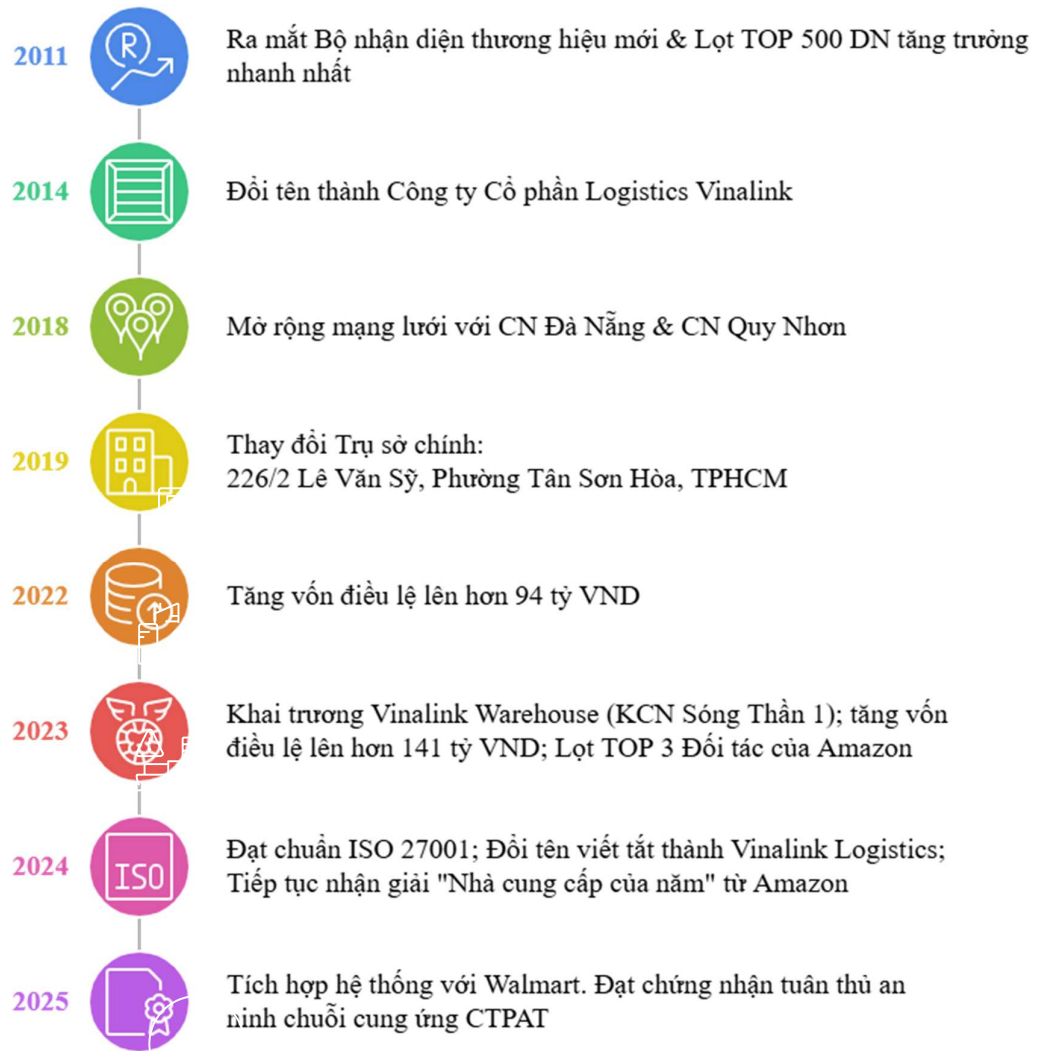 2011
Ra mắt Bộ nhận diện thương hiệu mới & Lọt TOP 500 DN tăng trưởng
nhanh nhất
2014
Đổi tên thành Công ty Cổ phần Logistics Vinalink
2018
Mở rộng mạng lưới với CN Đà Nẵng & CN Quy Nhơn
2019
Thay đổi Trụ sở chính:
226/2 Lê Văn Sỹ, Phường Tân Sơn Hòa, TPHCM
2022
Tăng vốn điều lệ lên hơn 94 tỷ VND
2023
Khai trương Vinalink Warehouse (KCN Sóng Thần 1); tăng vốn
điều lệ lên hơn 141 tỷ VND; Lọt TOP 3 Đối tác của Amazon
2024
ISO
Đạt chuẩn ISO 27001; Đổi tên viết tắt thành Vinalink Logistics;
Tiếp tục nhận giải "Nhà cung cấp của năm" từ Amazon
2025
Tích hợp hệ thống với Walmart. Đạt chứng nhận tuân thủ an
ninh chuỗi cung ứng CTPAT
R